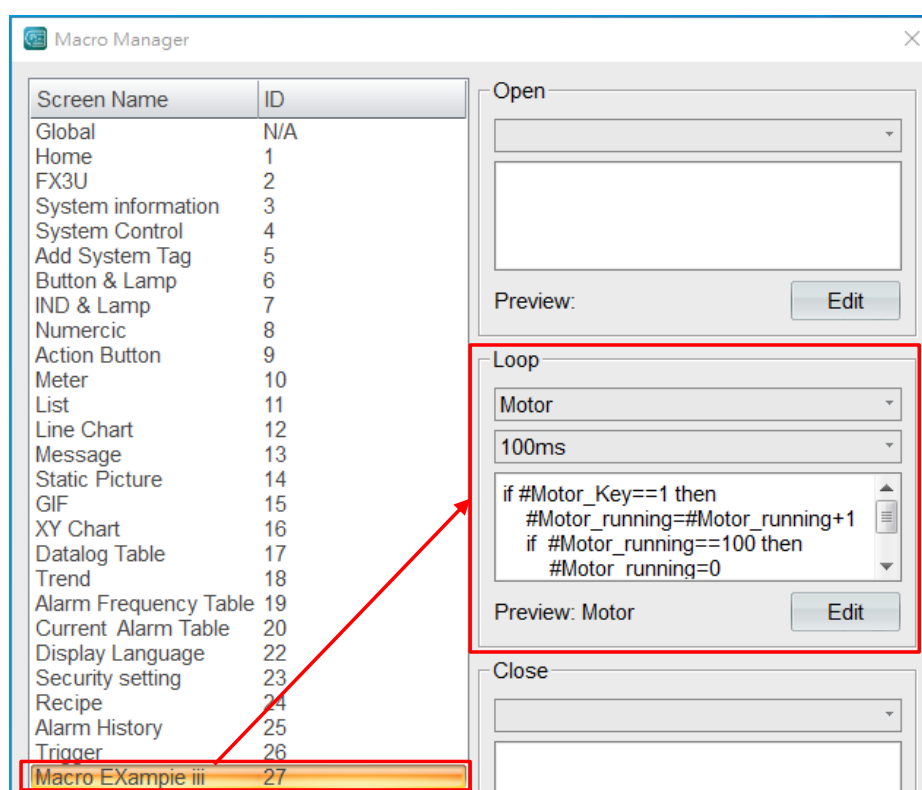 Macro Manager
Screen Name ID
Global N/A
Home 1
FX3U 2
System information 3
System Control 4
Add System Tag 5
Button & Lamp 6
IND & Lamp 7
Numercic 8
Action Button 9
Meter 10
List 11
Line Chart 12
Message 13
Static Picture 14
GIF 15
XY Chart 16
Datalog Table 17
Trend 18
Alarm Frequency Table 19
Current Alarm Table 20
Display Language 22
Security setting 23
Recipe 24
Alarm History 25
Trigger 26
Macro EXampie iii 27
Open
Preview:
Edit
Loop
Motor
100ms
if #Motor_Key==1 then
#Motor_running=#Motor_running+1
if #Motor_running==100 then
#Motor_running=0
Preview: Motor
Edit
Close